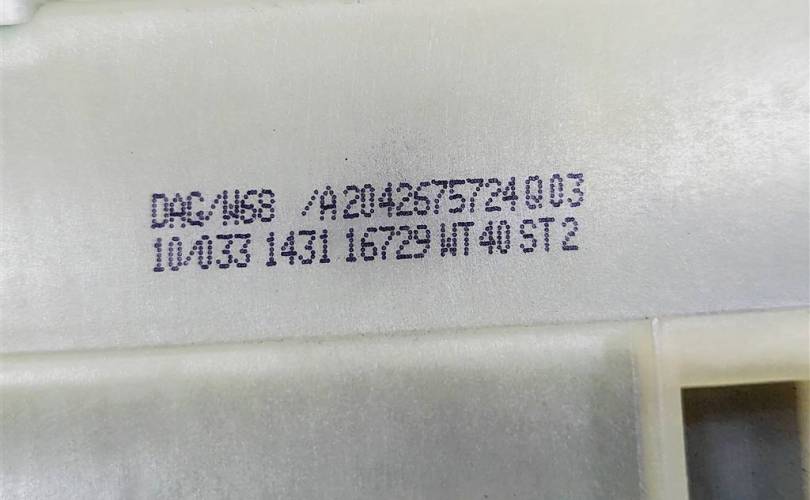 DAC/W68 /A2042675724 Q03
10/033 1431 16729 WT40 ST2